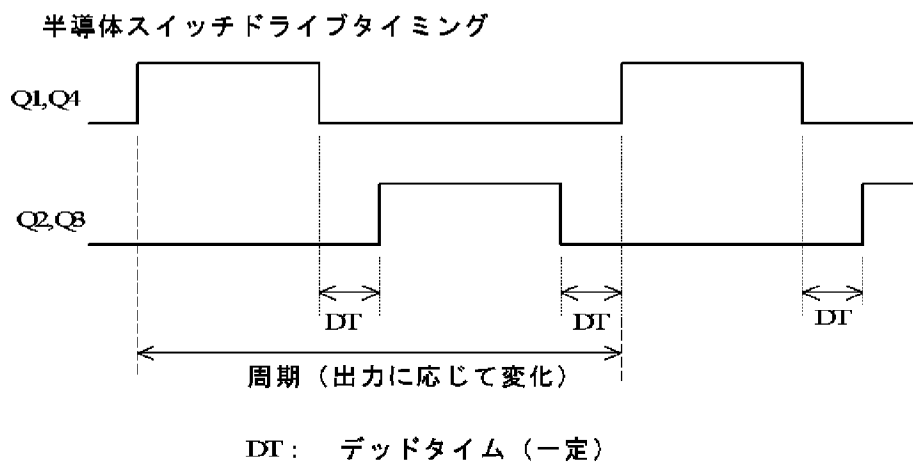 半導体スイッチドライブタイミング
Q1,Q4
Q2,Q3
DT
DT
DT
周期（出力に応じて変化）
DT： デッドタイム（一定）